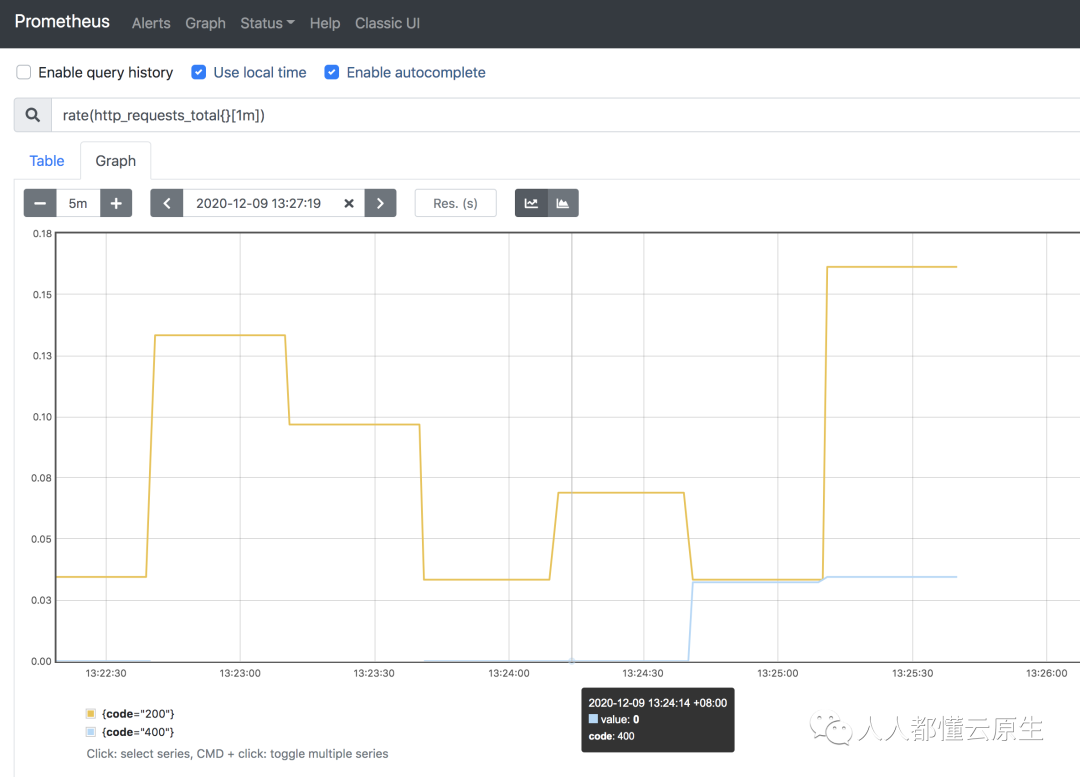 Prometheus Alerts Graph Status Help Classic UI
Enable query history Use local time Enable autocomplete
rate(http_requests_total{}[1m])
Table Graph
5m 2020-12-09 13:27:19 Res. (s)
0.18
0.15
0.13
0.10
0.08
0.05
0.03
0.00
13:22:30 13:23:00 13:23:30 13:24:00 13:24:30 13:25:00 13:25:30 13:26:00
2020-12-09 13:24:14 +08:00
value: 0
code: 400
{code="200"}
{code="400"}
Click: select series, CMD + click: toggle multiple series
人人都懂云原生